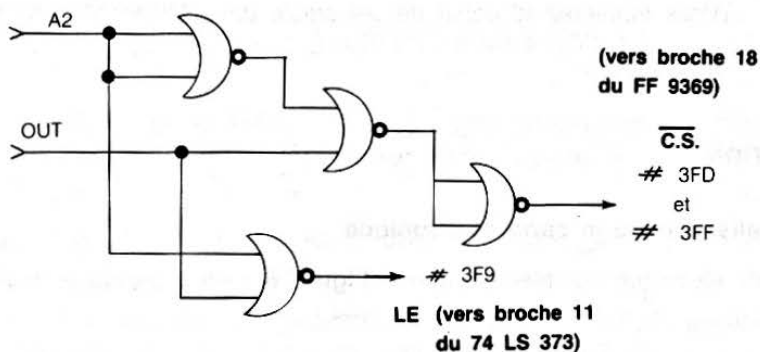 A2
(vers broche 18
du FF 9369)
OUT
C.S.
# 3FD
et
# 3FF
# 3F9
LE (vers broche 11
du 74 LS 373)